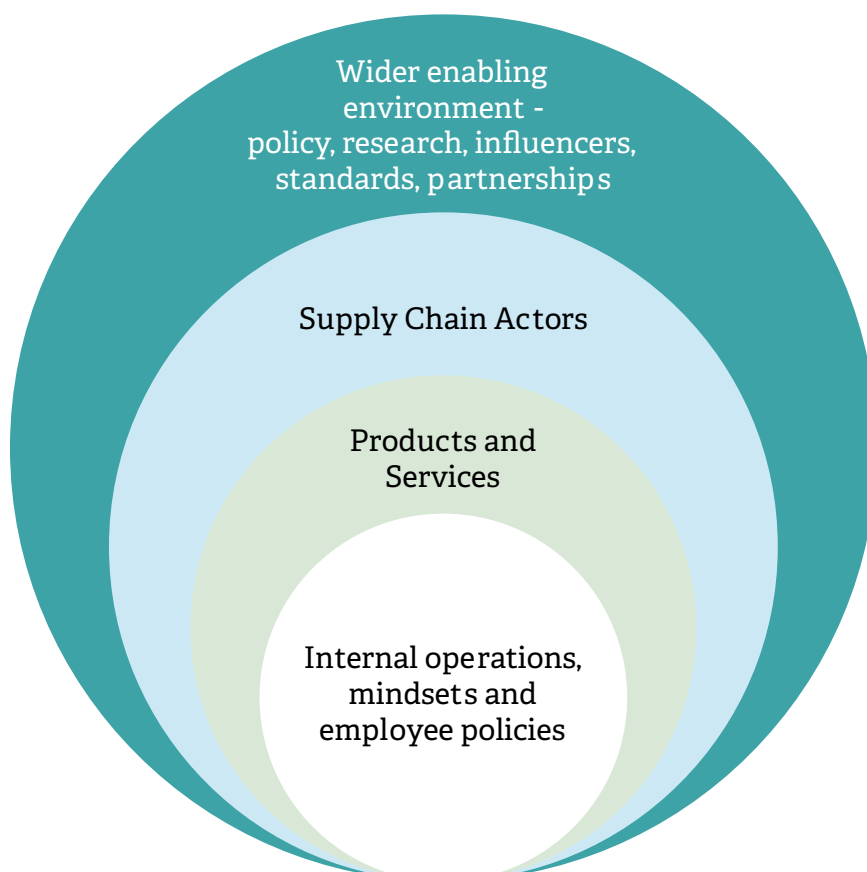 Wider enabling
environment -
policy, research, influencers,
standards, partnerships
Supply Chain Actors
Products and
Services
Internal operations,
mindsets and
employee policies